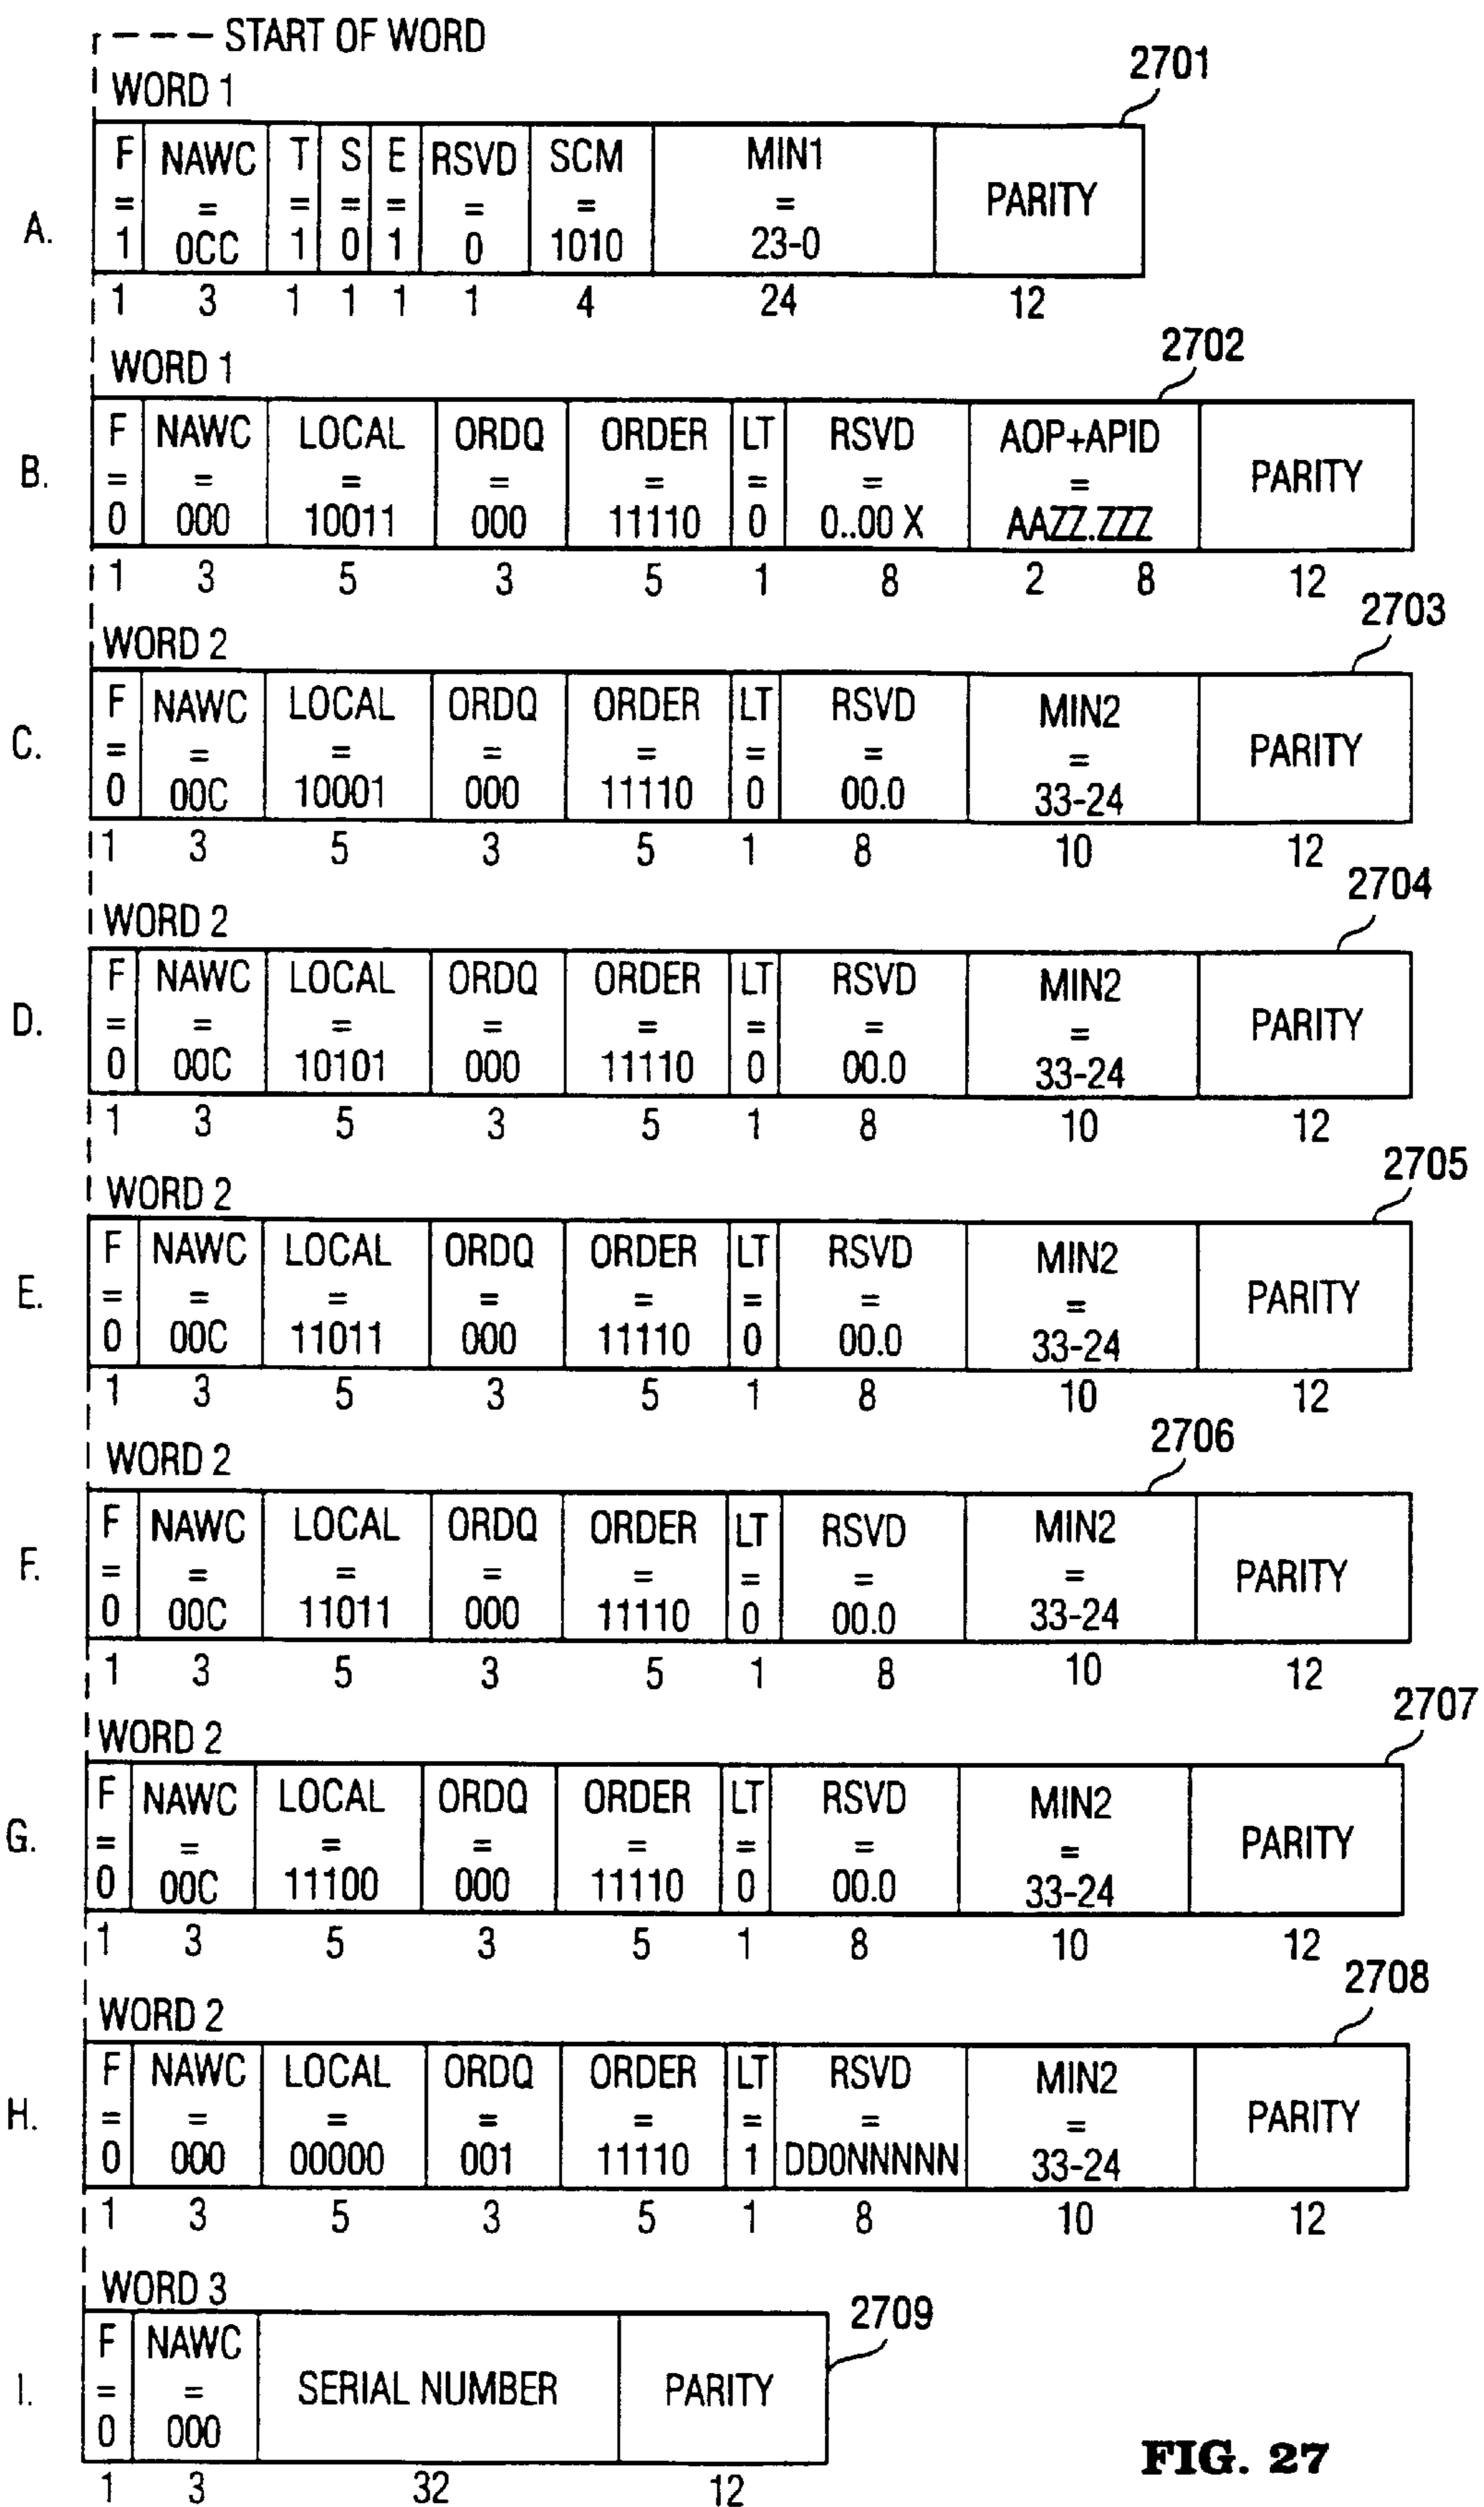 START OF WORD
WORD 1
2701
F NAWC T S E RSVD SCM MIN1 PARITY
= = = = = = = =
A. 1 0CC 1 0 1 0 1010 23-0
1 3 1 1 1 1 4 24 12
WORD 1
2702
F NAWC LOCAL ORDQ ORDER LT RSVD AOP+APID PARITY
= = = = = = = =
B. 0 000 10011 000 11110 0 0..00 X AAZZ.ZZZ
1 3 5 3 5 1 8 2 8 12
WORD 2
2703
F NAWC LOCAL ORDQ ORDER LT RSVD MIN2 PARITY
= = = = = = = =
C. 0 00C 10001 000 11110 0 00.0 33-24
1 3 5 3 5 1 8 10 12
WORD 2
2704
F NAWC LOCAL ORDQ ORDER LT RSVD MIN2 PARITY
= = = = = = = =
D. 0 00C 10101 000 11110 0 00.0 33-24
1 3 5 3 5 1 8 10 12
WORD 2
2705
F NAWC LOCAL ORDQ ORDER LT RSVD MIN2 PARITY
= = = = = = = =
E. 0 00C 11011 000 11110 0 00.0 33-24
1 3 5 3 5 1 8 10 12
WORD 2
2706
F NAWC LOCAL ORDQ ORDER LT RSVD MIN2 PARITY
= = = = = = = =
F. 0 00C 11011 000 11110 0 00.0 33-24
1 3 5 3 5 1 8 10 12
WORD 2
2707
F NAWC LOCAL ORDQ ORDER LT RSVD MIN2 PARITY
= = = = = = = =
G. 0 00C 11100 000 11110 0 00.0 33-24
1 3 5 3 5 1 8 10 12
WORD 2
2708
F NAWC LOCAL ORDQ ORDER LT RSVD MIN2 PARITY
= = = = = = = =
H. 0 000 00000 001 11110 1 DD0NNNNN 33-24
1 3 5 3 5 1 8 10 12
WORD 3
2709
F NAWC SERIAL NUMBER PARITY
= =
I. 0 000
1 3 32 12
FIG. 27